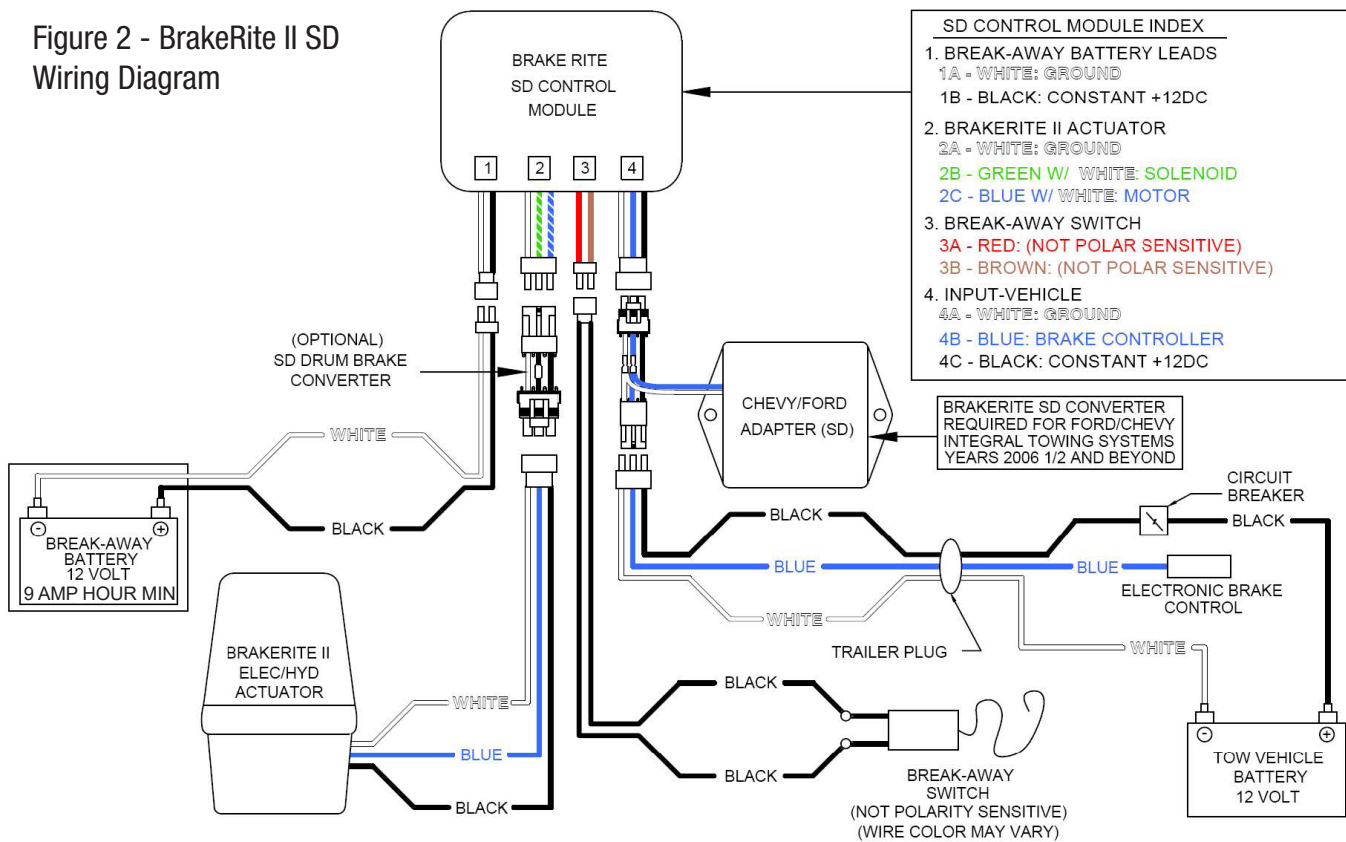 Figure 2 - BrakeRite II SD
Wiring Diagram
BRAKE RITE
SD CONTROL
MODULE
1
2
3
4
SD CONTROL MODULE INDEX
1. BREAK-AWAY BATTERY LEADS
1A - WHITE: GROUND
1B - BLACK: CONSTANT +12DC
2. BRAKERITE II ACTUATOR
2A - WHITE: GROUND
2B - GREEN W/ WHITE: SOLENOID
2C - BLUE W/ WHITE: MOTOR
3. BREAK-AWAY SWITCH
3A - RED: (NOT POLAR SENSITIVE)
3B - BROWN: (NOT POLAR SENSITIVE)
4. INPUT-VEHICLE
4A - WHITE: GROUND
4B - BLUE: BRAKE CONTROLLER
4C - BLACK: CONSTANT +12DC
(OPTIONAL)
SD DRUM BRAKE
CONVERTER
CHEVY/FORD
ADAPTER (SD)
BRAKERITE SD CONVERTER
REQUIRED FOR FORD/CHEVY
INTEGRAL TOWING SYSTEMS
YEARS 2006 1/2 AND BEYOND
WHITE
BLACK
- +
BREAK-AWAY
BATTERY
12 VOLT
9 AMP HOUR MIN
CIRCUIT
BREAKER
BLACK
BLACK
BLUE
BLUE
ELECTRONIC BRAKE
CONTROL
WHITE
TRAILER PLUG
WHITE
BRAKERITE II
ELEC/HYD
ACTUATOR
WHITE
BLUE
BLACK
BLACK
BLACK
BREAK-AWAY
SWITCH
(NOT POLARITY SENSITIVE)
(WIRE COLOR MAY VARY)
- +
TOW VEHICLE
BATTERY
12 VOLT